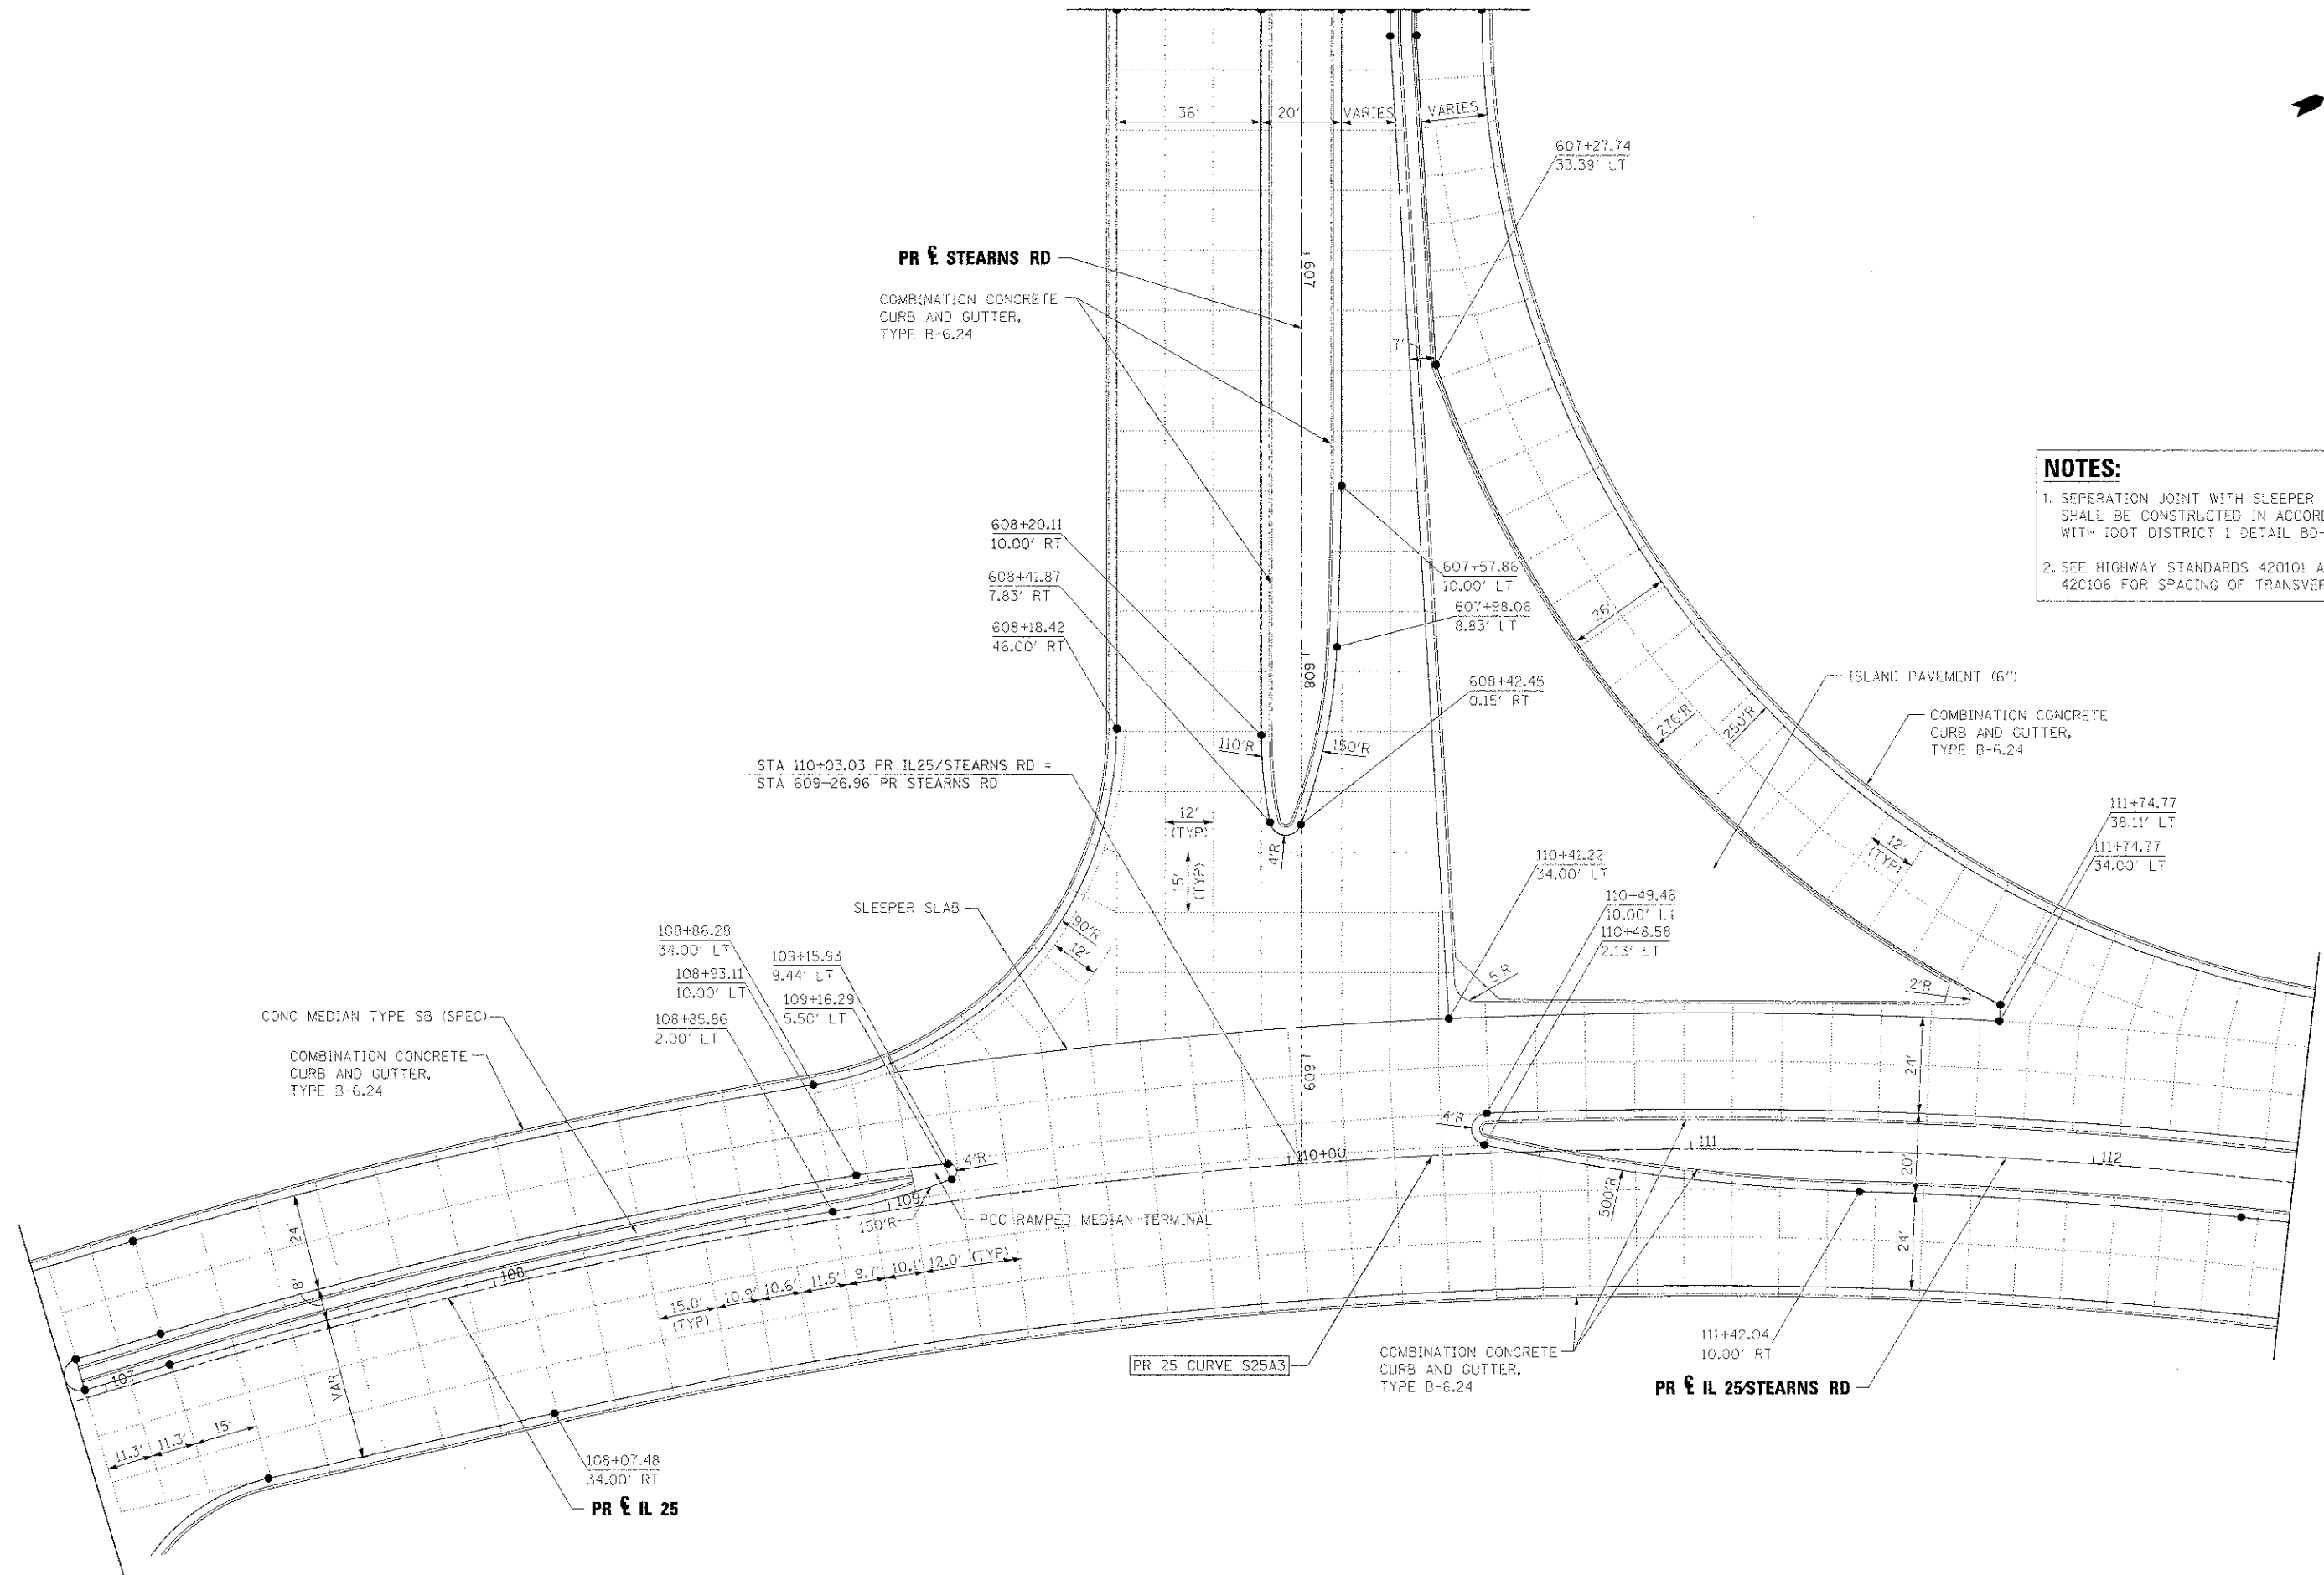 36'
20'
VARIES
VARIES
607+27.74
33.39' LT
PR ℄ STEARNS RD
COMBINATION CONCRETE
CURB AND GUTTER,
TYPE B-6.24
607
7'
NOTES:
1. SEPERATION JOINT WITH SLEEPER
SHALL BE CONSTRUCTED IN
WITH IDOT DISTRICT 1 DETAIL
2. SEE HIGHWAY STANDARDS 420101
420106 FOR SPACING OF
608+20.11
10.00' RT
608+41.87
7.83' RT
608+18.42
46.00' RT
607+57.86
10.00' LT
607+98.08
8.83' LT
608
608+42.45
0.15' RT
26'
ISLAND PAVEMENT (6")
276'R
250'R
COMBINATION CONCRETE
CURB AND GUTTER,
TYPE B-6.24
110'R
150'R
STA 110+03.03 PR IL25/STEARNS RD =
STA 609+26.96 PR STEARNS RD
12'
(TYP)
4'R
15'
(TYP)
12'
(TYP)
111+74.77
38.11' LT
111+74.77
34.00' LT
110+41.22
34.00' LT
110+49.48
10.00' LT
110+48.58
2.13' LT
SLEEPER SLAB
90'R
12'
108+86.28
34.00' LT
108+93.11
10.00' LT
108+85.86
2.00' LT
109+15.93
9.44' LT
109+16.29
5.50' LT
5'R
2'R
CONC MEDIAN TYPE SB (SPEC)
COMBINATION CONCRETE
CURB AND GUTTER,
TYPE B-6.24
609
24'
4'R
4'R
110+00
111
112
20'
500'R
24'
109
150'R
PCC RAMPED MEDIAN TERMINAL
24'
8'
108
15.0'
(TYP)
10.9'
10.6'
11.5'
9.7'
10.1'
12.0' (TYP)
107
VAR
11.3'
11.3'
15'
PR 25 CURVE S25A3
COMBINATION CONCRETE
CURB AND GUTTER,
TYPE B-6.24
111+42.04
10.00' RT
PR ℄ IL 25/STEARNS RD
108+07.48
34.00' RT
PR ℄ IL 25